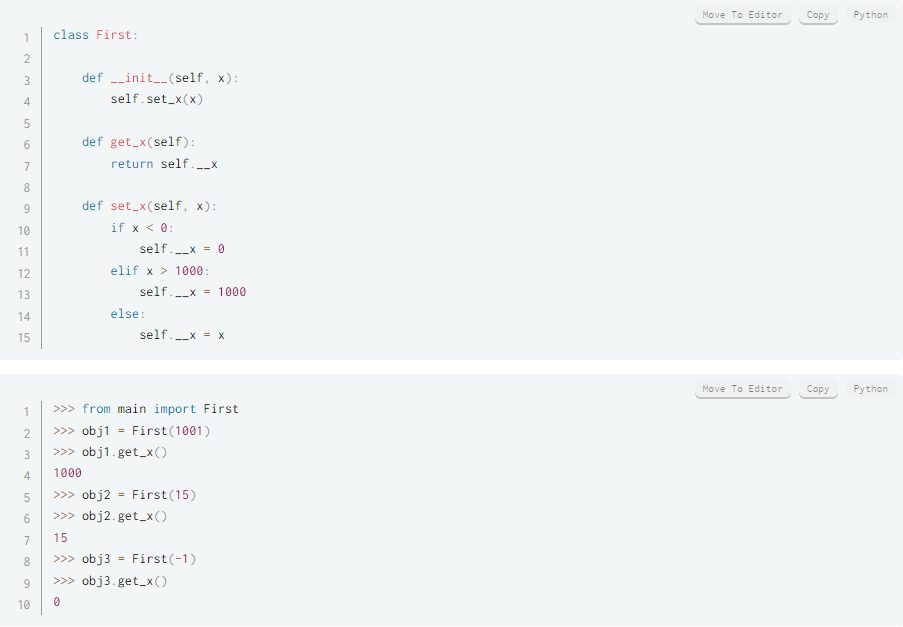 Move To Editor Copy Python
1 class First:
2
3     def __init__(self, x):
4         self.set_x(x)
5
6     def get_x(self):
7         return self.__x
8
9     def set_x(self, x):
10         if x < 0:
11             self.__x = 0
12         elif x > 1000:
13             self.__x = 1000
14         else:
15             self.__x = x
Move To Editor Copy Python
1 >>> from main import First
2 >>> obj1 = First(1001)
3 >>> obj1.get_x()
4 1000
5 >>> obj2 = First(15)
6 >>> obj2.get_x()
7 15
8 >>> obj3 = First(-1)
9 >>> obj3.get_x()
10 0